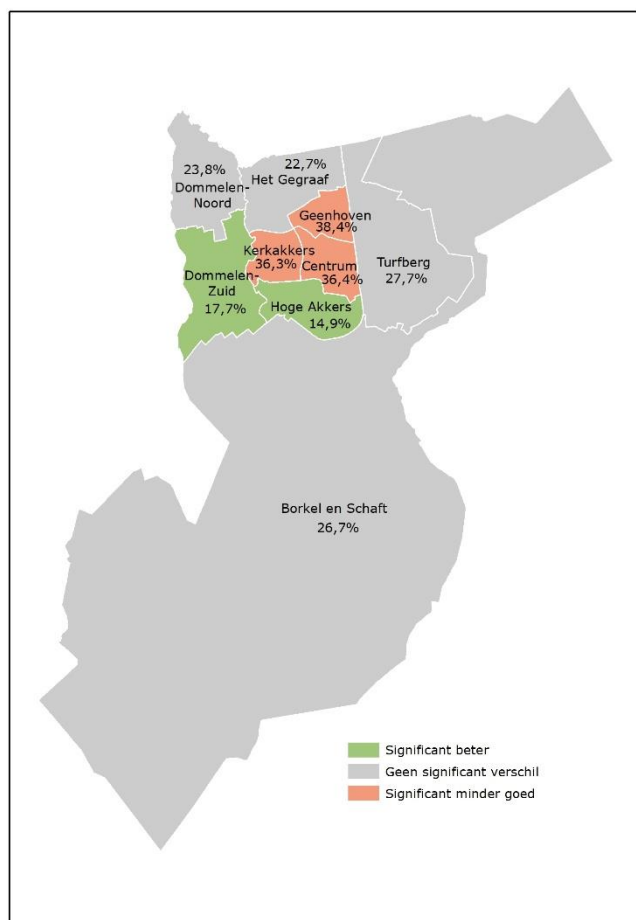 23,8%
Dommelen-
Noord
22,7%
Het Gegraaf
Geenhoven
38,4%
Kerkakkers
36,3%
Centrum
36,4%
Turfberg
27,7%
Dommelen-
Zuid
17,7%
Hoge Akkers
14,9%
Borkel en Schaft
26,7%
Significant beter
Geen significant verschil
Significant minder goed